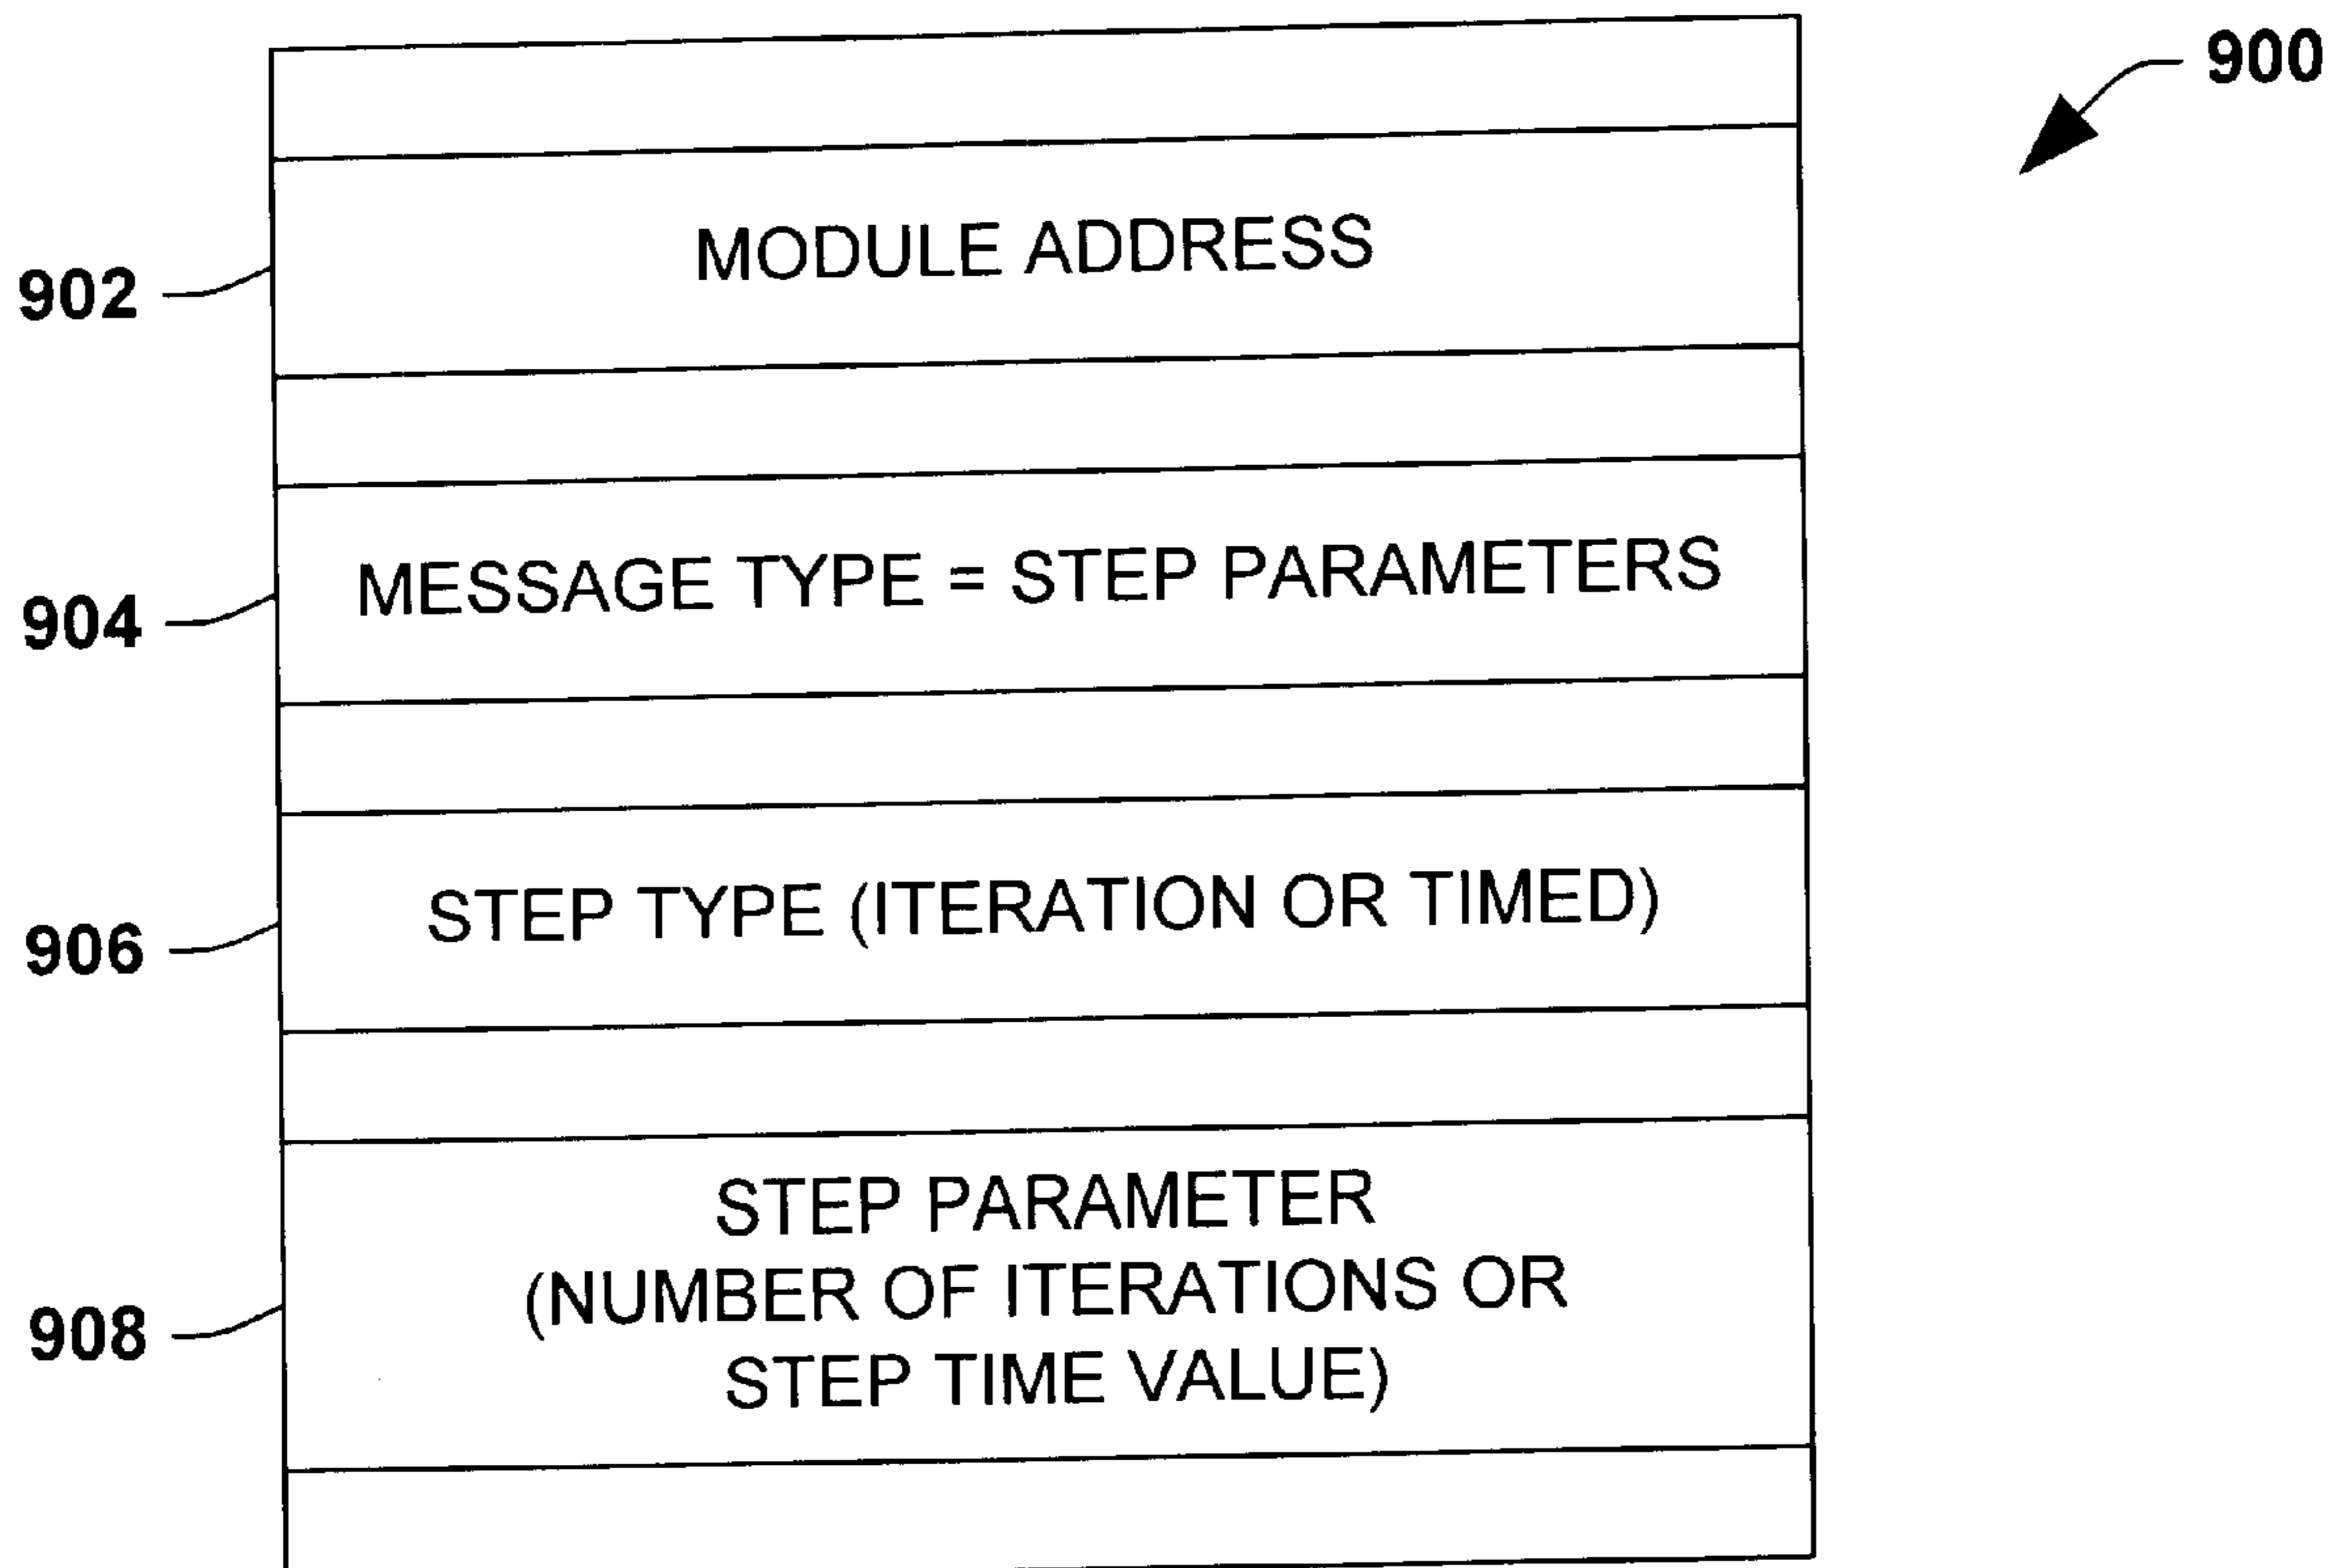 900
MODULE ADDRESS
902
MESSAGE TYPE = STEP PARAMETERS
904
STEP TYPE (ITERATION OR TIMED)
906
STEP PARAMETER
(NUMBER OF ITERATIONS OR
STEP TIME VALUE)
908